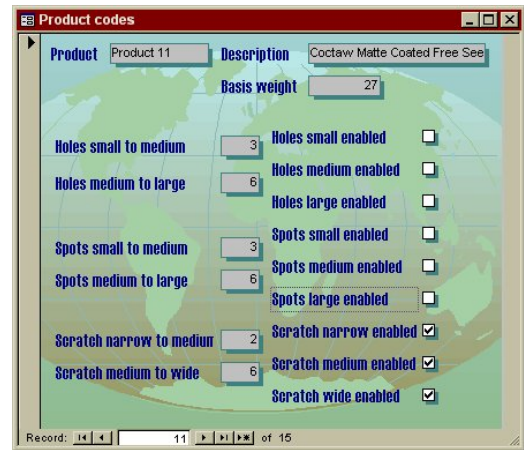 Product codes
Product Product 11 Description Coctaw Matte Coated Free See
Basis weight 27
Holes small to medium 3 Holes small enabled
Holes medium to large 6 Holes medium enabled
Holes large enabled
Spots small to medium 3 Spots small enabled
Spots medium to large 6 Spots medium enabled
Spots large enabled
Scratch narrow to medium 2 Scratch narrow enabled
Scratch medium to wide 6 Scratch medium enabled
Scratch wide enabled
Record: 11 of 15